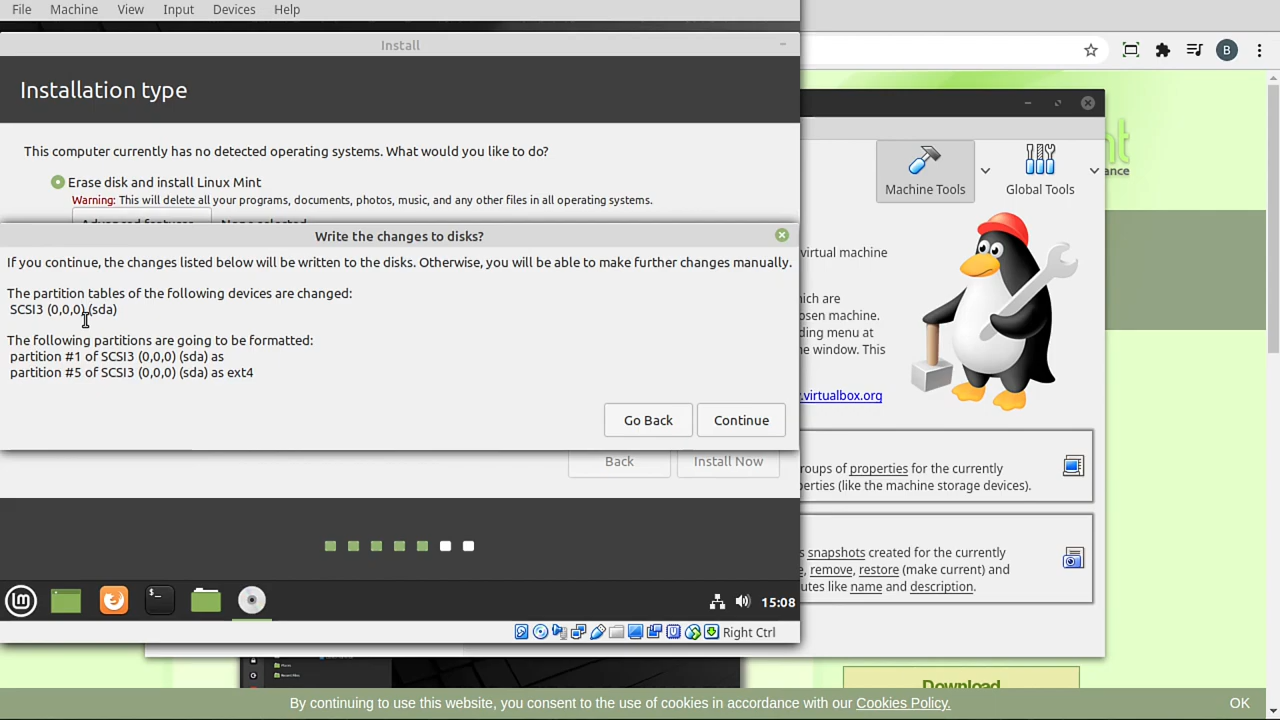 File Machine View Input Devices Help
Install
Installation type
This computer currently has no detected operating systems. What would you like to do?
Erase disk and install Linux Mint
Warning: This will delete all your programs, documents, photos, music, and any other files in all operating systems.
Write the changes to disks?
If you continue, the changes listed below will be written to the disks. Otherwise, you will be able to make further changes manually.
The partition tables of the following devices are changed:
SCSI3 (0,0,0) (sda)
The following partitions are going to be formatted:
partition #1 of SCSI3 (0,0,0) (sda) as
partition #5 of SCSI3 (0,0,0) (sda) as ext4
Go Back Continue
Back Install Now
15:08
Right Ctrl
B
Machine Tools
Global Tools
virtual machine
hich are
osen machine.
ding menu at
e window. This
.virtualbox.org
roups of properties for the currently
perties (like the machine storage devices).
s snapshots created for the currently
e, remove, restore (make current) and
utes like name and description.
nt
ance
Download
By continuing to use this website, you consent to the use of cookies in accordance with our Cookies Policy.
OK